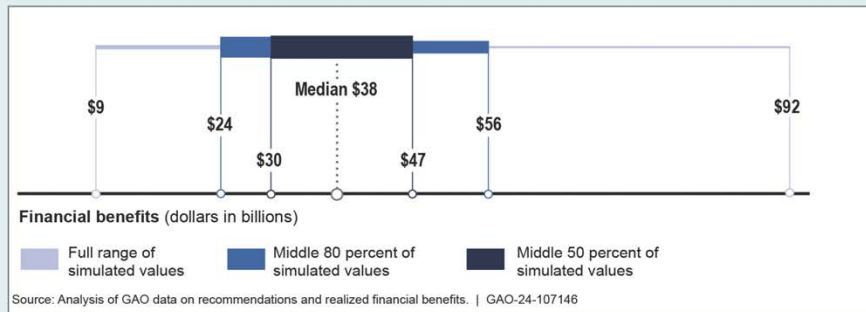 Median $38
$9
$92
$24
$56
$30
$47
Financial benefits (dollars in billions)
Full range of
simulated values
Middle 80 percent of
simulated values
Middle 50 percent of
simulated values
Source: Analysis of GAO data on recommendations and realized financial benefits. | GAO-24-107146